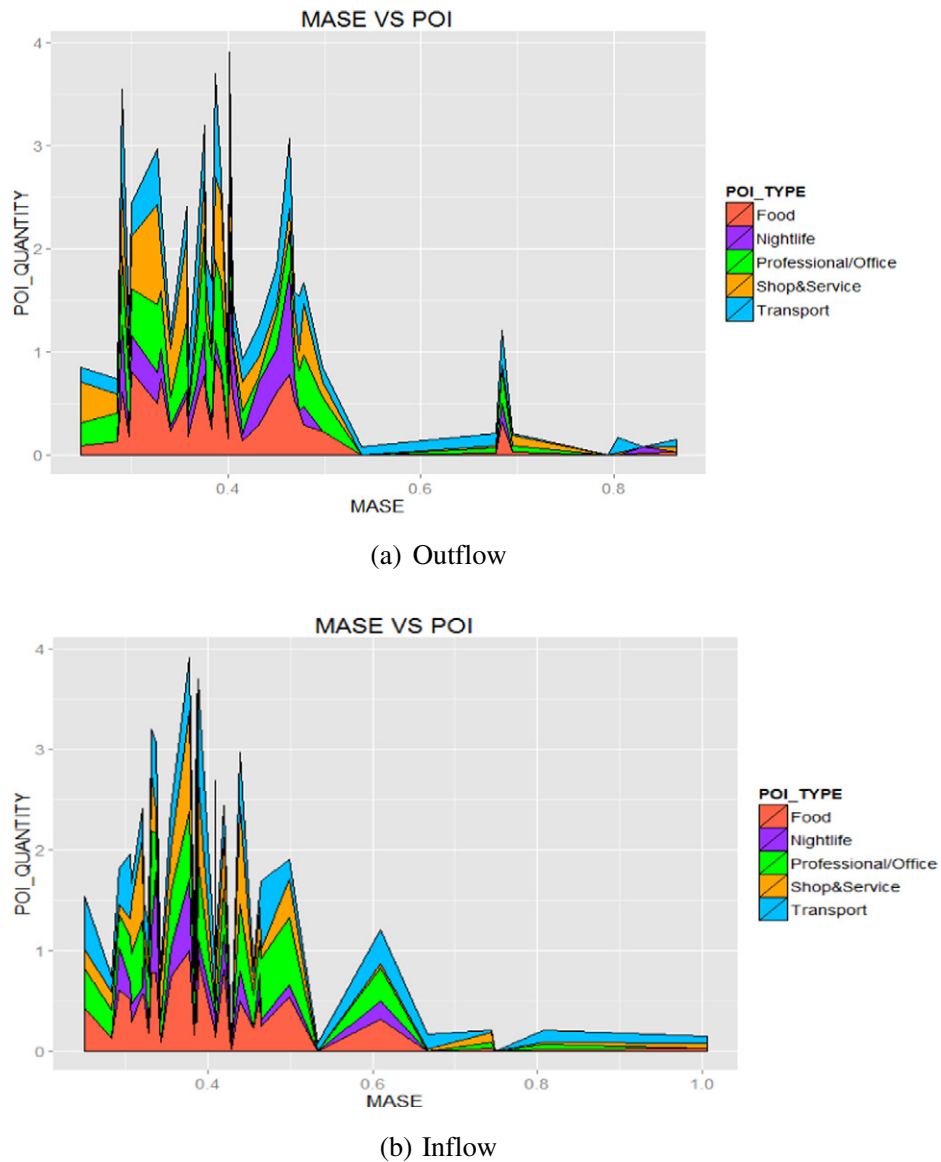 MASE VS POI
4
3
2
1
0
POI_QUANTITY
0.4 0.6 0.8
MASE
POI_TYPE
Food
Nightlife
Professional/Office
Shop&Service
Transport
(a) Outflow
MASE VS POI
4
3
2
1
0
POI_QUANTITY
0.4 0.6 0.8 1.0
MASE
POI_TYPE
Food
Nightlife
Professional/Office
Shop&Service
Transport
(b) Inflow